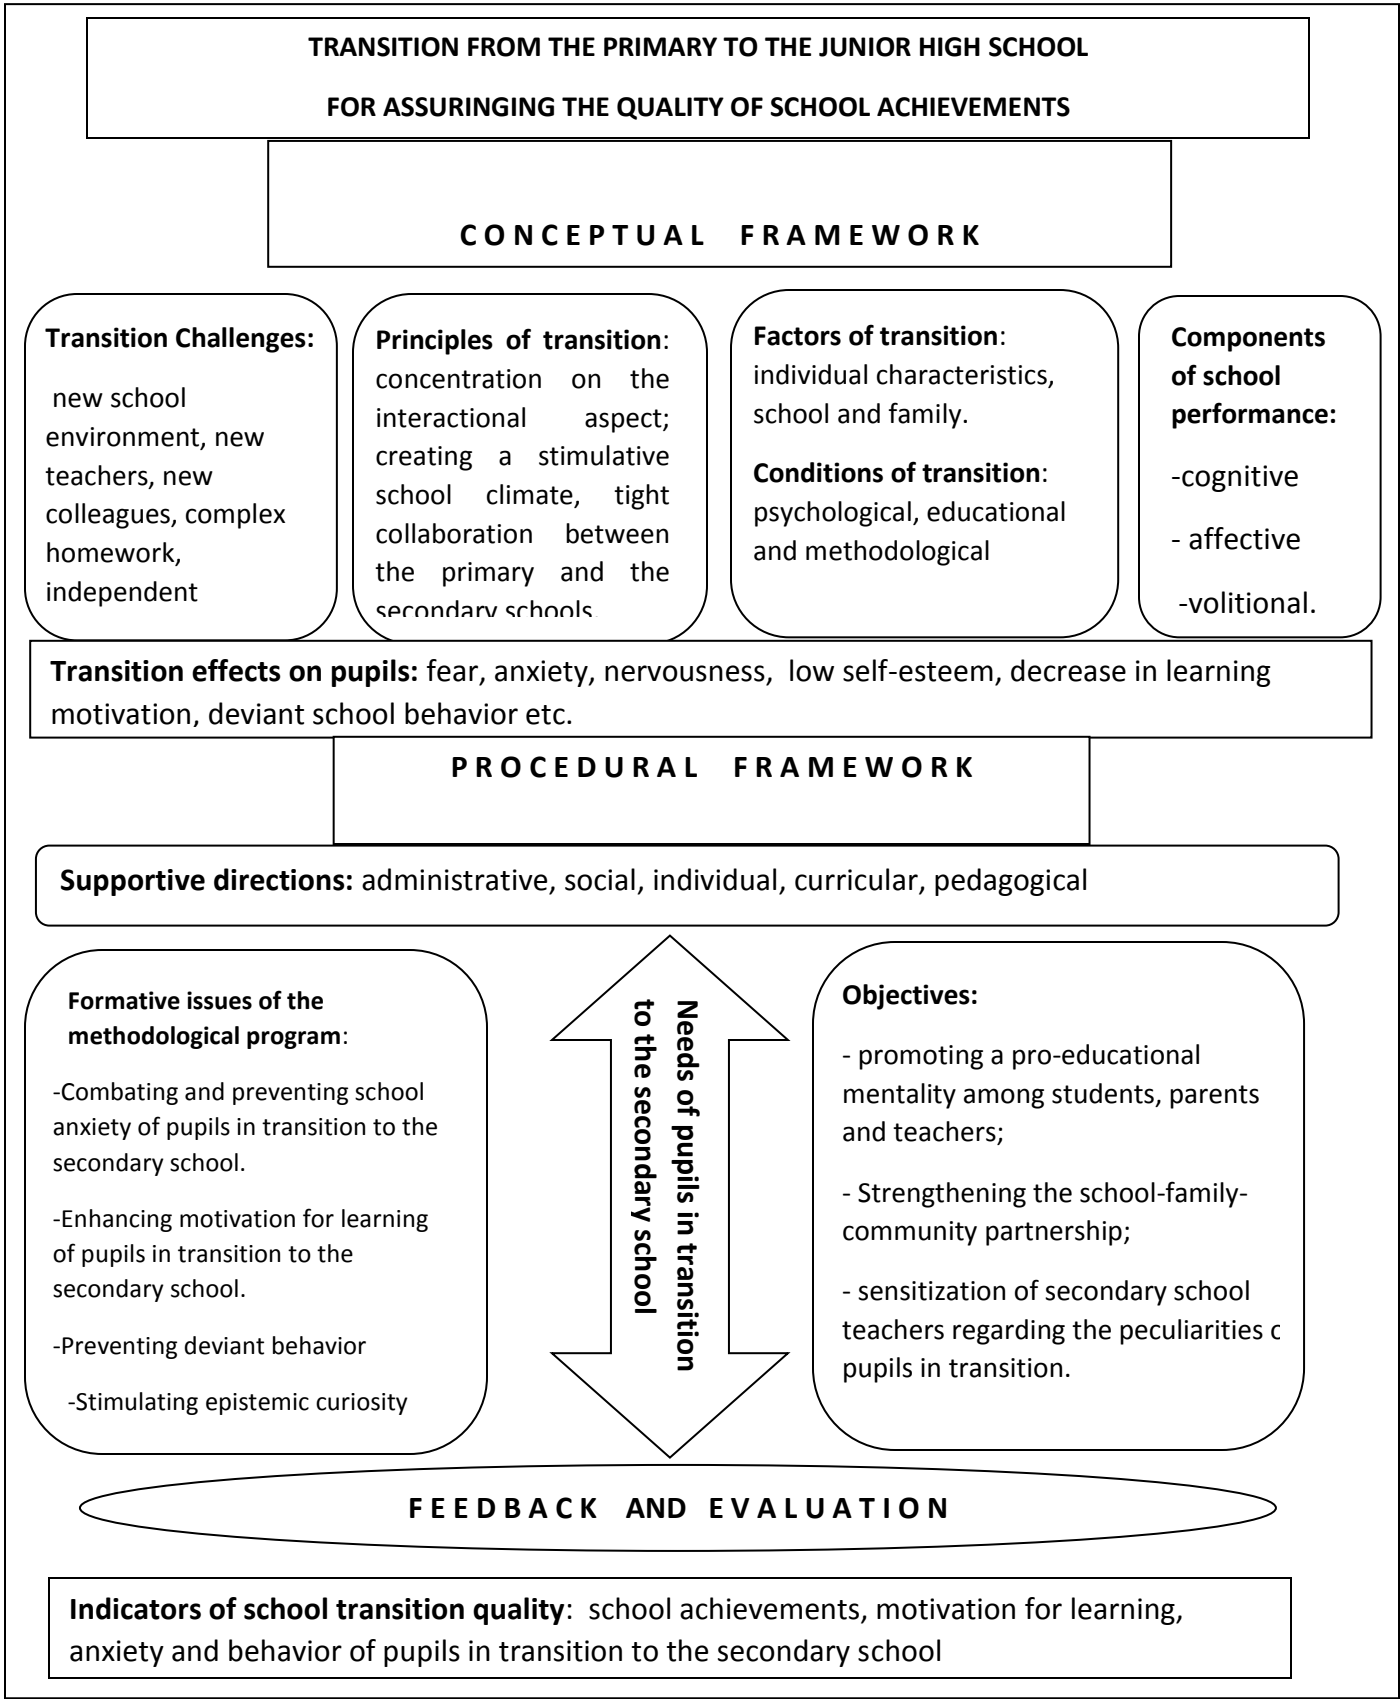 TRANSITION FROM THE PRIMARY TO THE JUNIOR HIGH SCHOOL
FOR ASSURINGING THE QUALITY OF SCHOOL ACHIEVEMENTS
CONCEPTUAL FRAMEWORK
Transition Challenges:
new school
environment, new
teachers, new
colleagues, complex
homework,
independent
Principles of transition:
concentration on the
interactional aspect;
creating a stimulative
school climate, tight
collaboration between
the primary and the
secondary schools.
Factors of transition:
individual characteristics,
school and family.
Conditions of transition:
psychological, educational
and methodological
Components
of school
performance:
-cognitive
- affective
-volitional.
Transition effects on pupils: fear, anxiety, nervousness, low self-esteem, decrease in learning
motivation, deviant school behavior etc.
PROCEDURAL FRAMEWORK
Supportive directions: administrative, social, individual, curricular, pedagogical
Formative issues of the
methodological program:
-Combating and preventing school
anxiety of pupils in transition to the
secondary school.
-Enhancing motivation for learning
of pupils in transition to the
secondary school.
-Preventing deviant behavior
-Stimulating epistemic curiosity
Needs of pupils in transition
to the secondary school
Objectives:
- promoting a pro-educational
mentality among students, parents
and teachers;
- Strengthening the school-family-
community partnership;
- sensitization of secondary school
teachers regarding the peculiarities
pupils in transition.
FEEDBACK AND EVALUATION
Indicators of school transition quality: school achievements, motivation for learning,
anxiety and behavior of pupils in transition to the secondary school